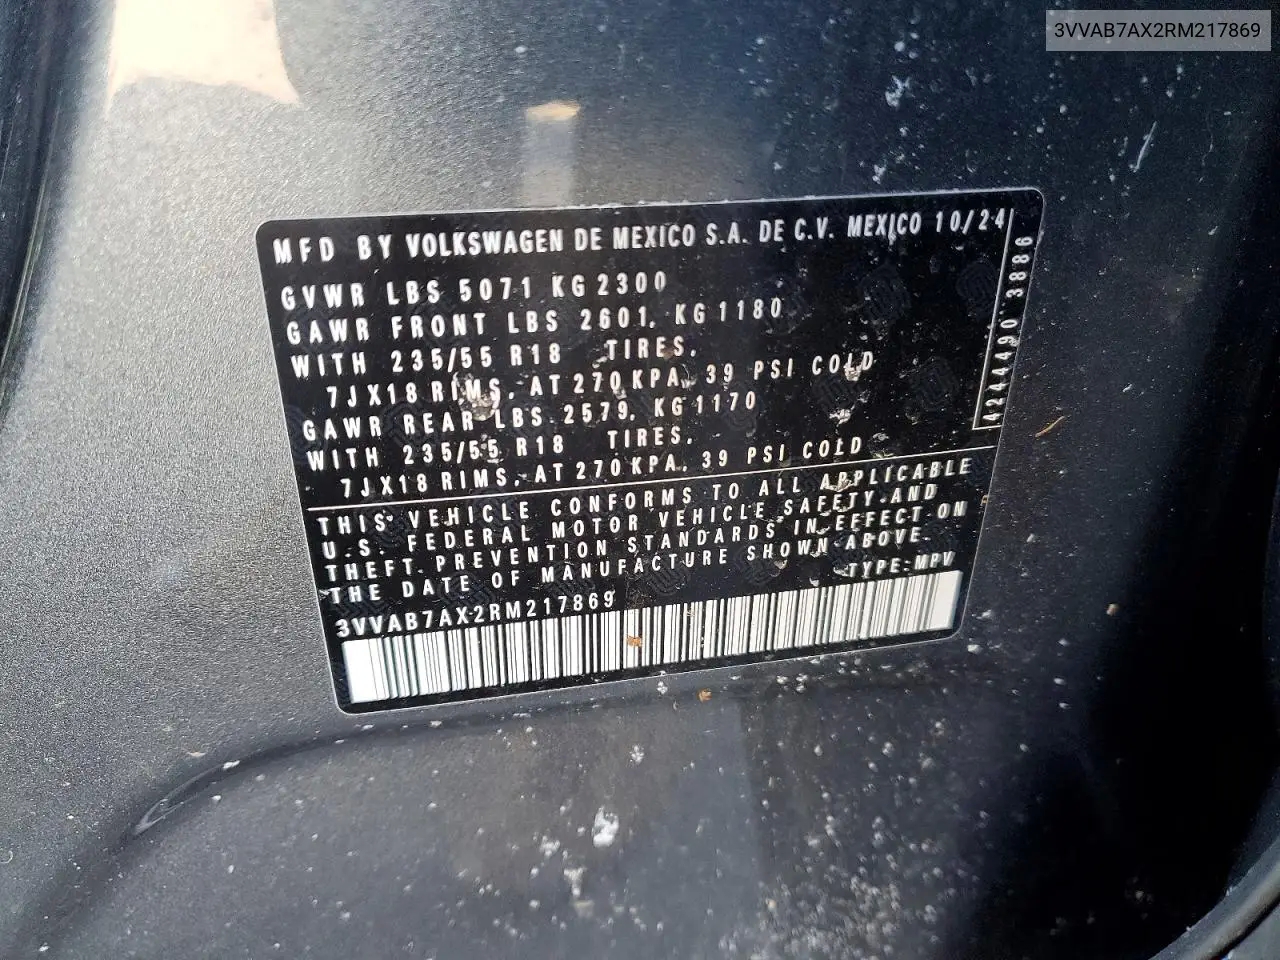 3VVAB7AX2RM217869
MFD BY VOLKSWAGEN DE MEXICO S.A. DE C.V. MEXICO 10/24
GVWR LBS 5071 KG 2300
GAWR FRONT LBS 2601, KG 1180
WITH 235/55 R18 TIRES,
7JX18 RIMS, AT 270 KPA, 39 PSI COLD
GAWR REAR LBS 2579, KG 1170
WITH 235/55 R18 TIRES,
7JX18 RIMS, AT 270 KPA, 39 PSI COLD
4244490 3886
THIS VEHICLE CONFORMS TO ALL APPLICABLE
U.S. FEDERAL MOTOR VEHICLE SAFETY AND
THEFT PREVENTION STANDARDS IN EFFECT ON
THE DATE OF MANUFACTURE SHOWN ABOVE.
TYPE: MPV
3VVAB7AX2RM217869